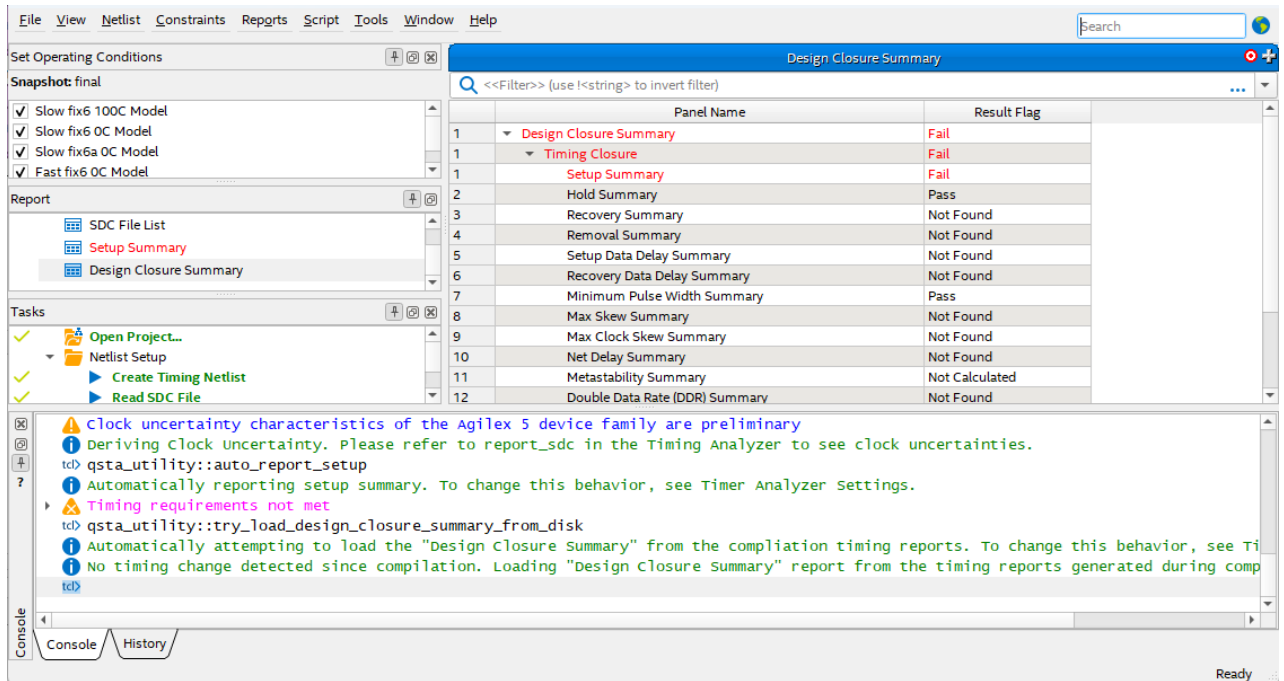 File View Netlist Constraints Reports Script Tools Window Help
Search
Set Operating Conditions
Snapshot: final
Slow fix6 100C Model
Slow fix6 0C Model
Slow fix6a 0C Model
Fast fix6 0C Model
Report
SDC File List
Setup Summary
Design Closure Summary
Tasks
Open Project...
Netlist Setup
Create Timing Netlist
Read SDC File
Design Closure Summary
<<Filter>> (use !<string> to invert filter)
...
Panel Name Result Flag
1 Design Closure Summary Fail
1 Timing Closure Fail
1 Setup Summary Fail
2 Hold Summary Pass
3 Recovery Summary Not Found
4 Removal Summary Not Found
5 Setup Data Delay Summary Not Found
6 Recovery Data Delay Summary Not Found
7 Minimum Pulse Width Summary Pass
8 Max Skew Summary Not Found
9 Max Clock Skew Summary Not Found
10 Net Delay Summary Not Found
11 Metastability Summary Not Calculated
12 Double Data Rate (DDR) Summary Not Found
Clock uncertainty characteristics of the Agilex 5 device family are preliminary
Deriving Clock Uncertainty. Please refer to report_sdc in the Timing Analyzer to see clock uncertainties.
tcl> qsta_utility::auto_report_setup
Automatically reporting setup summary. To change this behavior, see Timer Analyzer Settings.
Timing requirements not met
tcl> qsta_utility::try_load_design_closure_summary_from_disk
Automatically attempting to load the "Design Closure Summary" from the compliation timing reports. To change this behavior, see Ti
No timing change detected since compilation. Loading "Design Closure Summary" report from the timing reports generated during comp
tcl>
?
Console
Console History
Ready